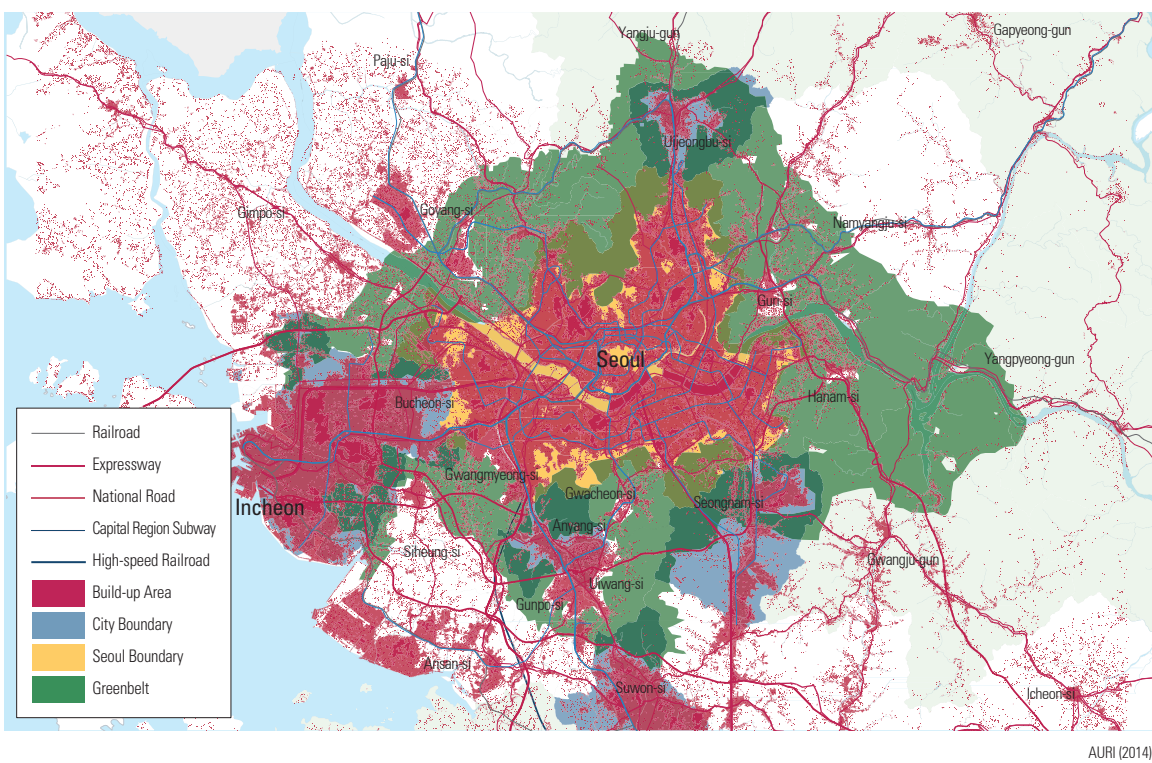 Yangju-gun
Gapyeong-gun
Paju-si
Uijeongbu-si
Gimpo-si
Goyang-si
Namyangju-si
Guri-si
Seoul
Yangpyeong-gun
Bucheon-si
Hanam-si
Railroad
Expressway
National Road
Capital Region Subway
High-speed Railroad
Build-up Area
City Boundary
Seoul Boundary
Greenbelt
Gwangmyeong-si
Gwacheon-si
Seongnam-si
Incheon
Anyang-si
Siheung-si
Gwangju-gun
Uiwang-si
Gunpo-si
Ansan-si
Suwon-si
Icheon-si
AURI (2014)